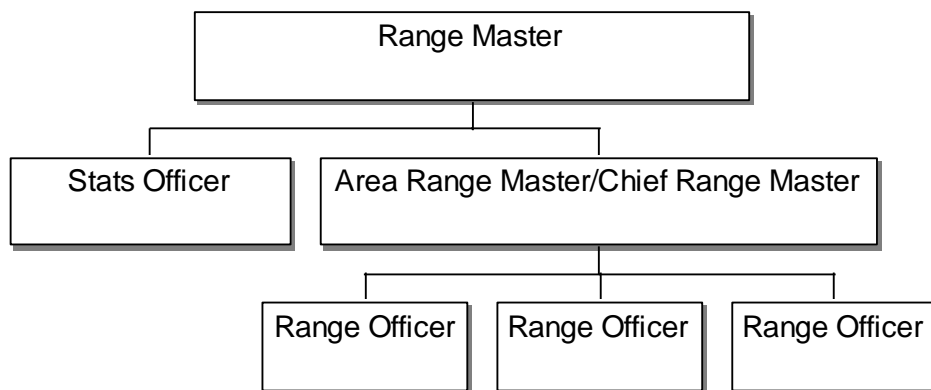 Range Master
Stats Officer
Area Range Master/Chief Range Master
Range Officer
Range Officer
Range Officer